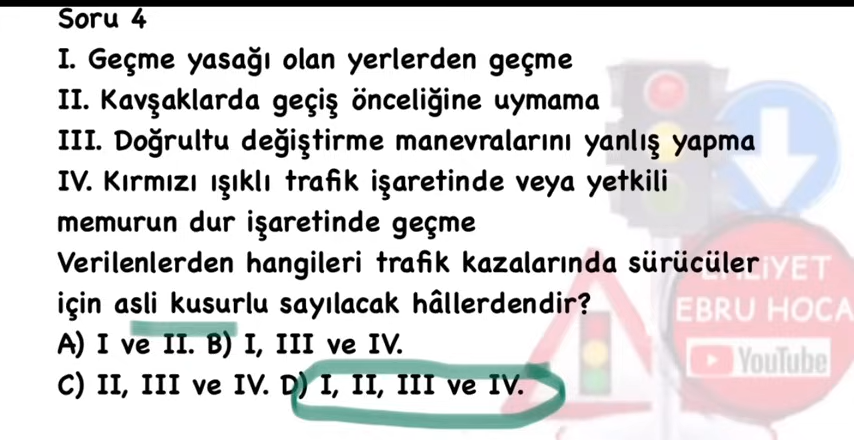 Soru 4
I. Geçme yasağı olan yerlerden geçme
II. Kavşaklarda geçiş önceliğine uymama
III. Doğrultu değiştirme manevralarını yanlış yapma
IV. Kırmızı ışıklı trafik işaretinde veya yetkili
memurun dur işaretinde geçme
Verilenlerden hangileri trafik kazalarında sürücüler
için asli kusurlu sayılacak hâllerdendir?
A) I ve II. B) I, III ve IV.
C) II, III ve IV. D) I, II, III ve IV.
EHLİYET
EBRU HOCA
YouTube